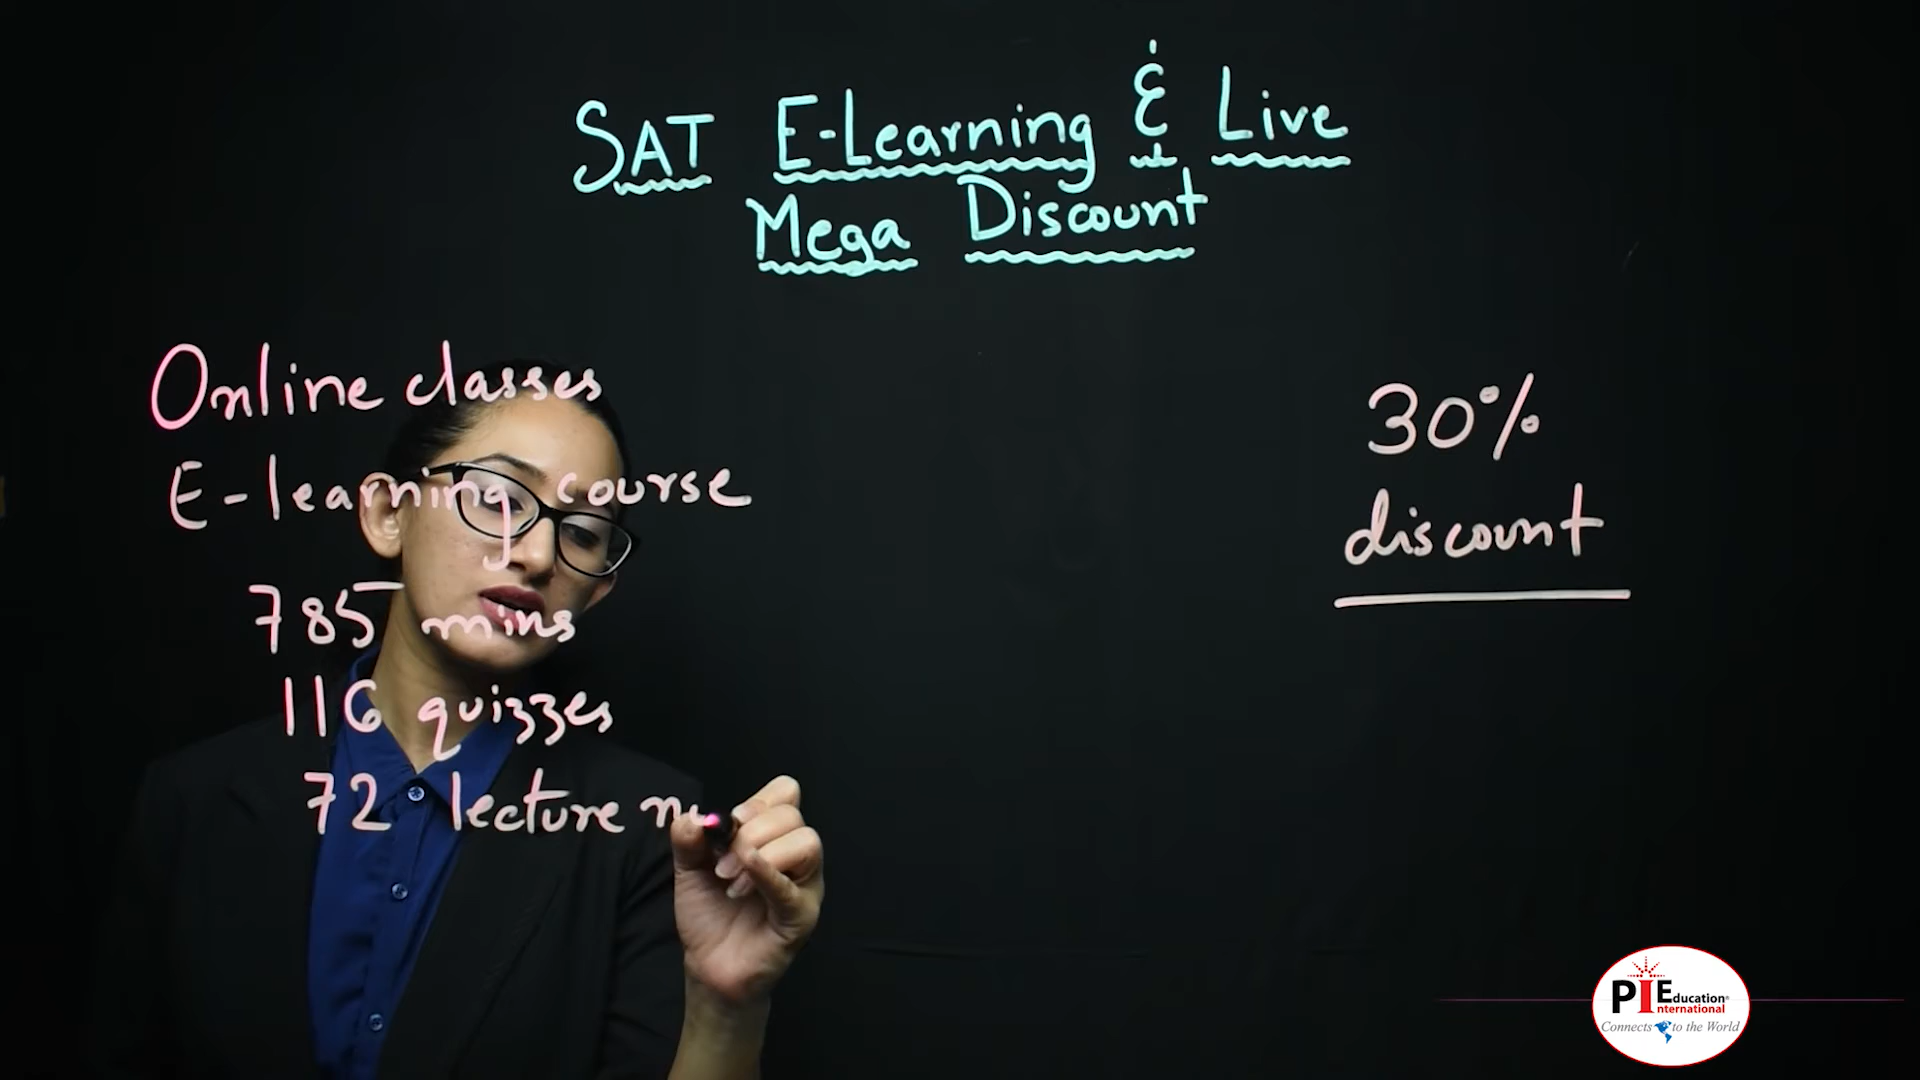 SAT E-Learning & Live
Mega Discount
Online classes
E-learning course
785 mins
116 quizzes
72 lecture
30%
discount
PIEducation
International
Connects to the World